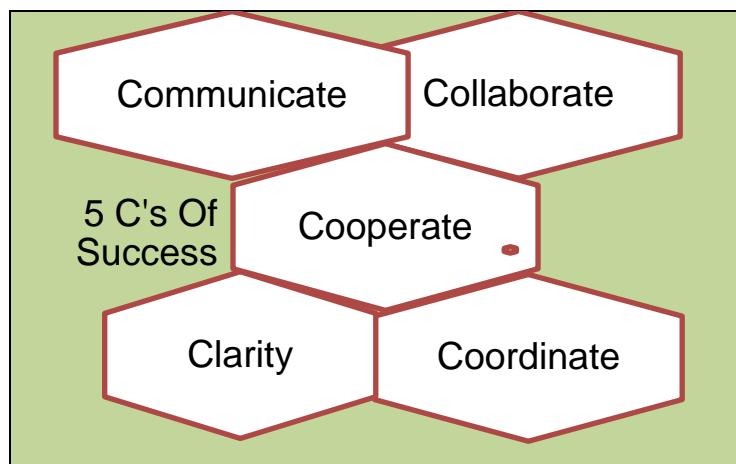 Communicate
Collaborate
5 C's Of
Success
Cooperate
Clarity
Coordinate